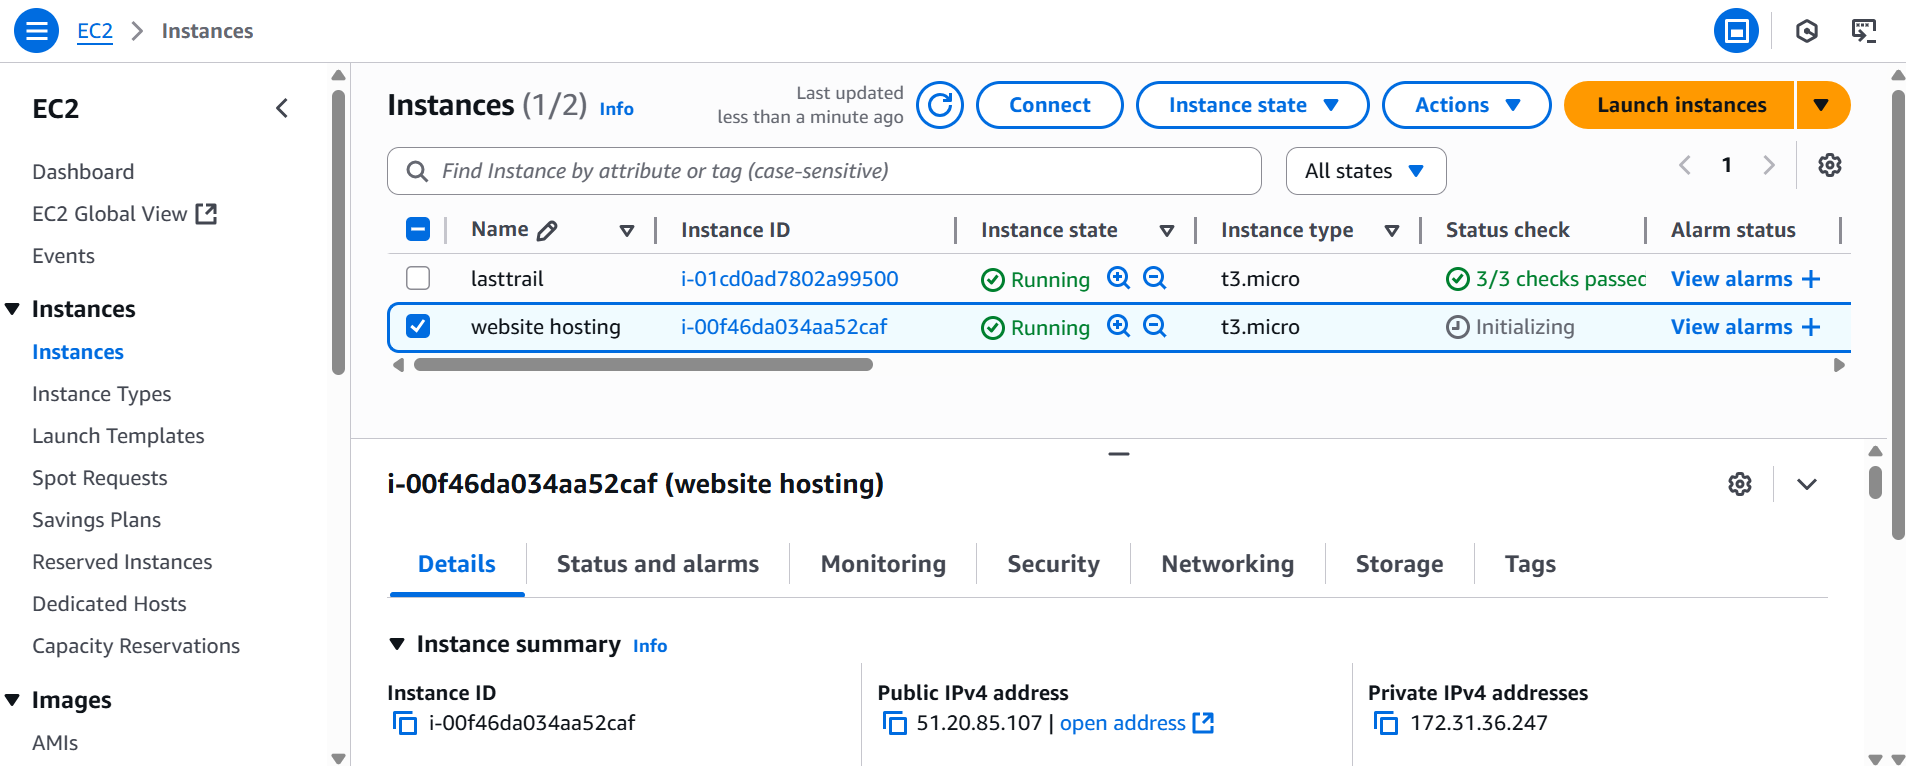 EC2 Instances
EC2
Dashboard
EC2 Global View
Events
Instances
Instances
Instance Types
Launch Templates
Spot Requests
Savings Plans
Reserved Instances
Dedicated Hosts
Capacity Reservations
Images
AMIs
Instances (1/2) Info
Last updated
less than a minute ago
Connect
Instance state
Actions
Launch instances
Find Instance by attribute or tag (case-sensitive)
All states
1
Name Instance ID Instance state Instance type Status check Alarm status
lasttrail i-01cd0ad7802a99500 Running t3.micro 3/3 checks passed View alarms +
website hosting i-00f46da034aa52caf Running t3.micro Initializing View alarms +
i-00f46da034aa52caf (website hosting)
Details Status and alarms Monitoring Security Networking Storage Tags
Instance summary Info
Instance ID
i-00f46da034aa52caf
Public IPv4 address
51.20.85.107 | open address
Private IPv4 addresses
172.31.36.247